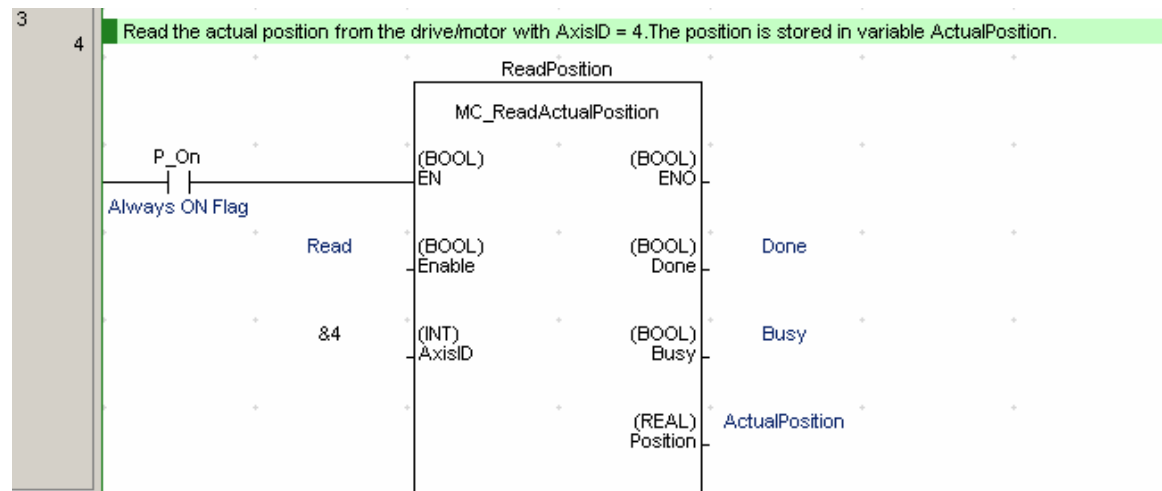 3
4
Read the actual position from the drive/motor with AxisID = 4.The position is stored in variable ActualPosition.
ReadPosition
MC_ReadActualPosition
P_On
(BOOL) (BOOL)
EN ENO
Always ON Flag
Read (BOOL) (BOOL) Done
Enable Done
&4 (INT) (BOOL) Busy
AxisID Busy
(REAL) ActualPosition
Position